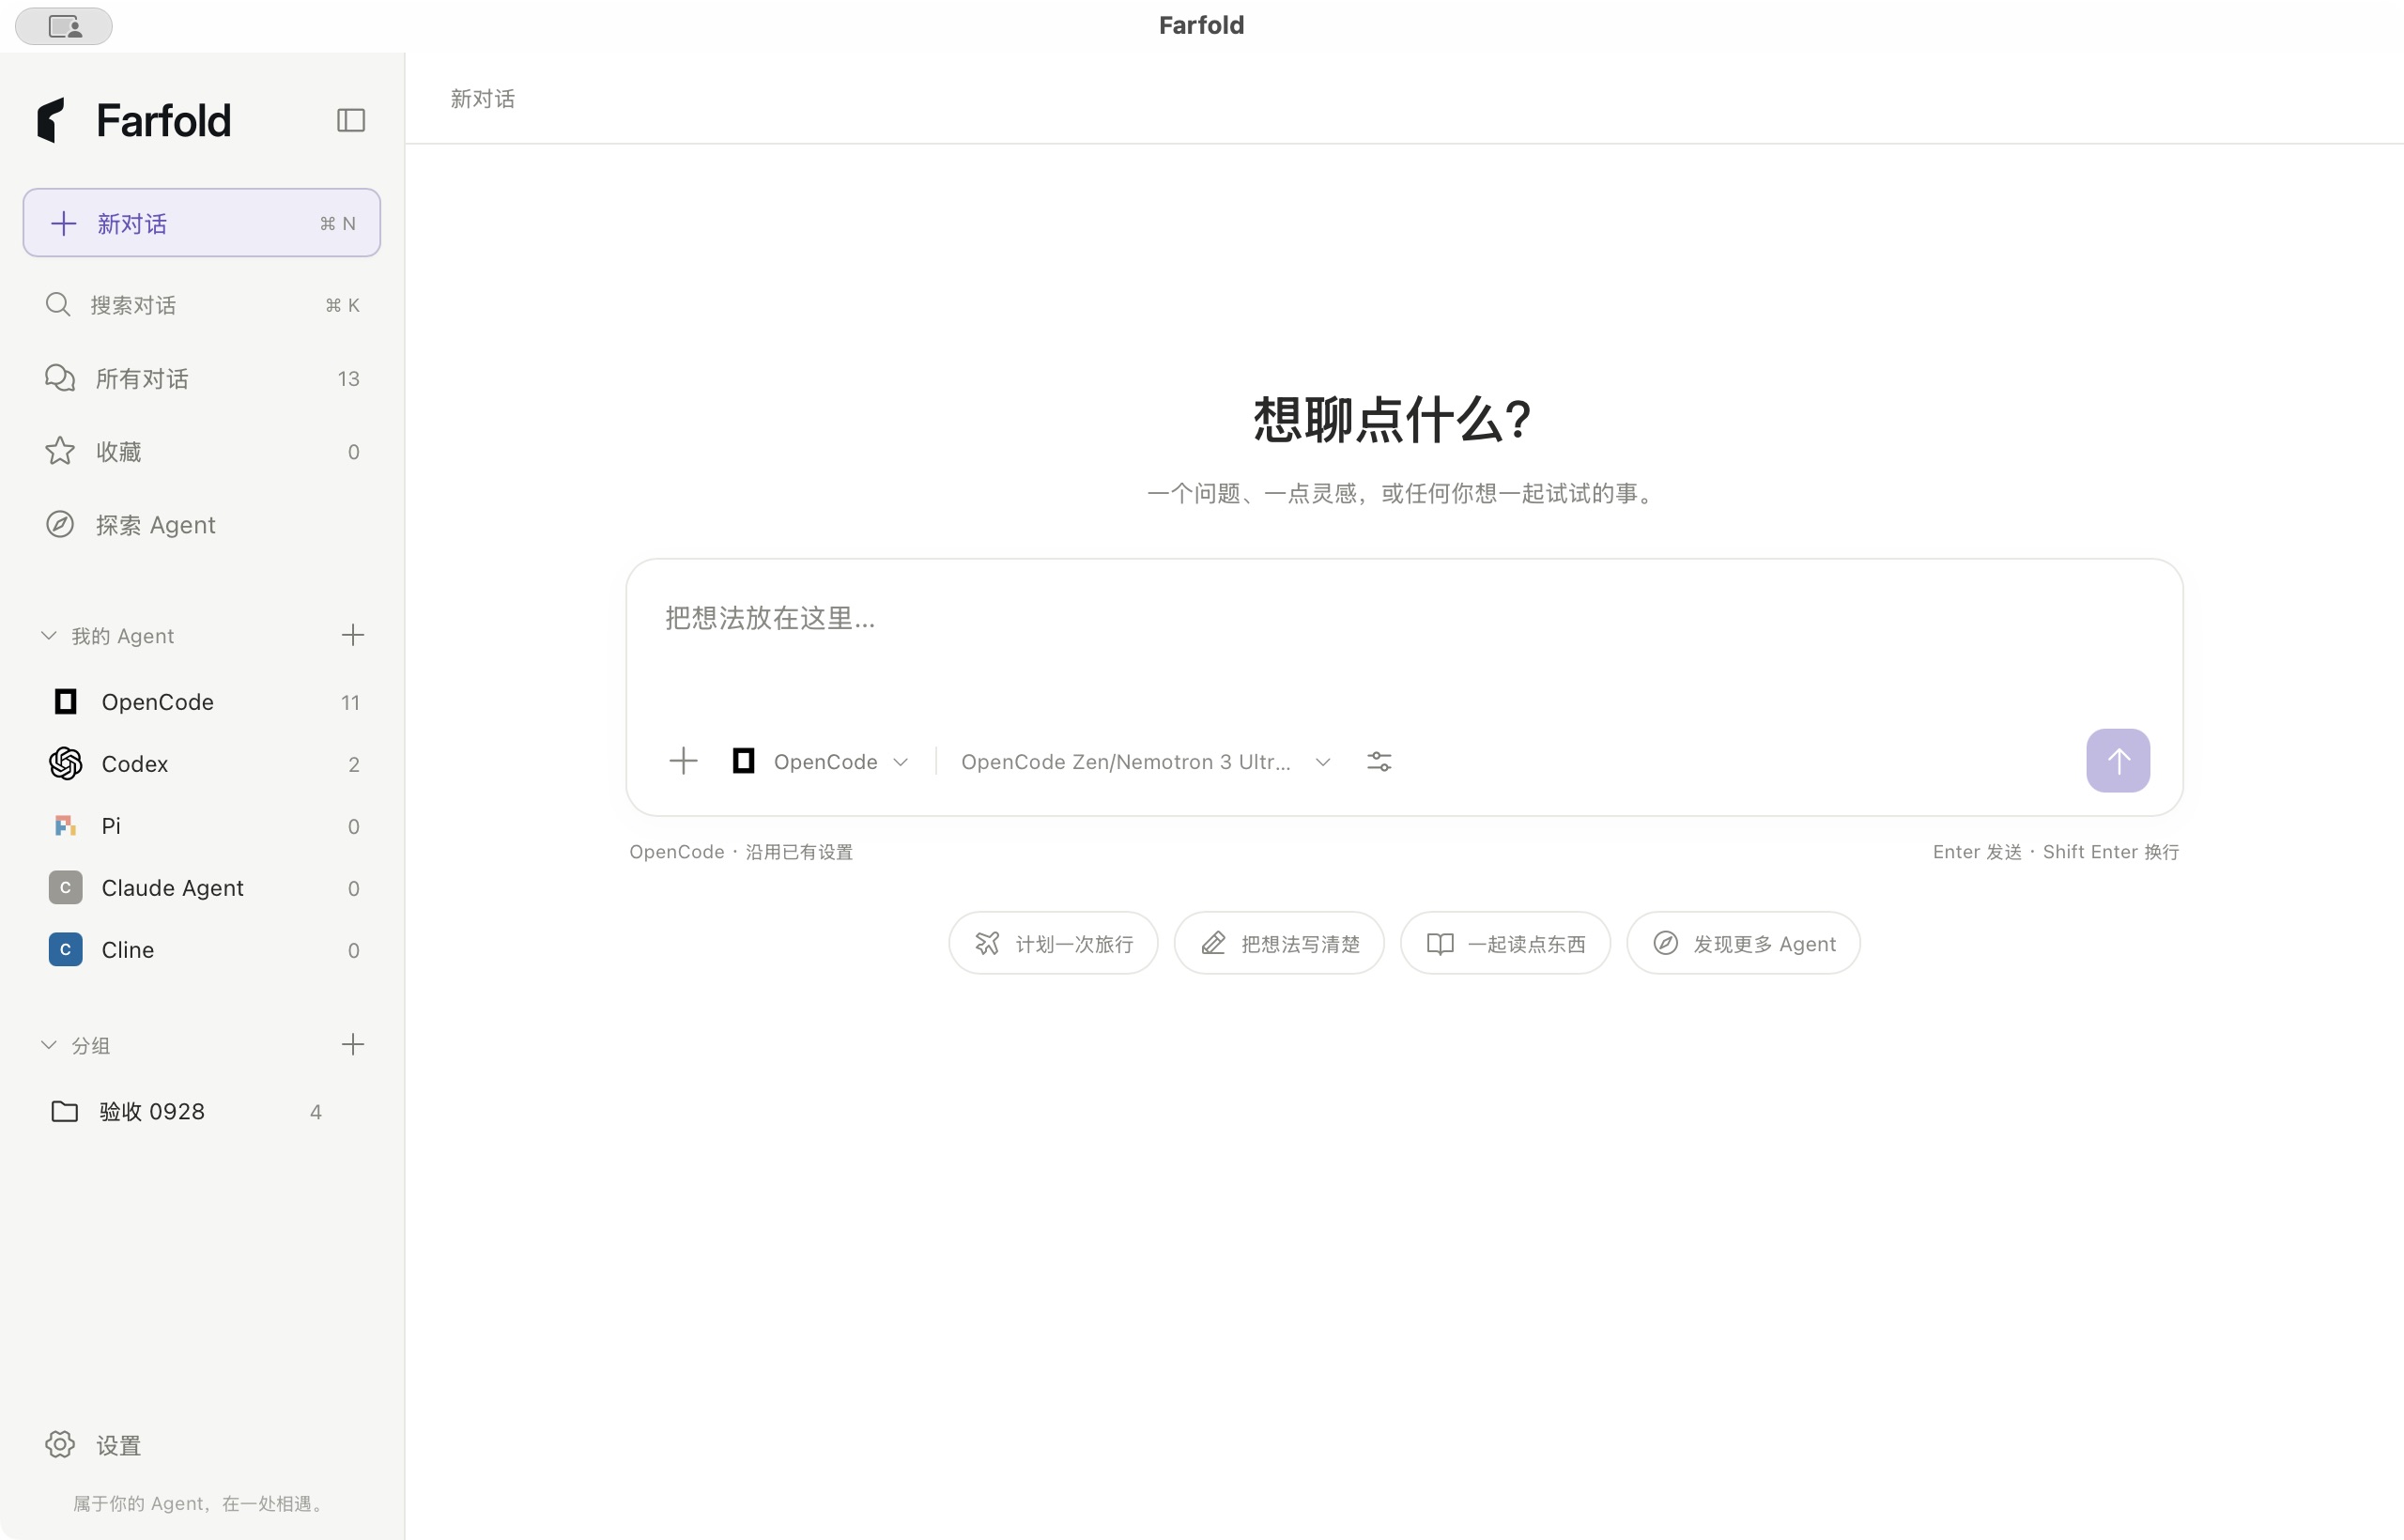 Farfold
Farfold
新对话 ⌘ N
搜索对话 ⌘ K
所有对话 13
收藏 0
探索 Agent
我的 Agent
OpenCode 11
Codex 2
Pi 0
C Claude Agent 0
C Cline 0
分组
验收 0928 4
设置
属于你的 Agent，在一处相遇。
新对话
想聊点什么?
一个问题、一点灵感，或任何你想一起试试的事。
把想法放在这里...
OpenCode OpenCode Zen/Nemotron 3 Ultr...
OpenCode · 沿用已有设置 Enter 发送 · Shift Enter 换行
计划一次旅行 把想法写清楚 一起读点东西 发现更多 Agent